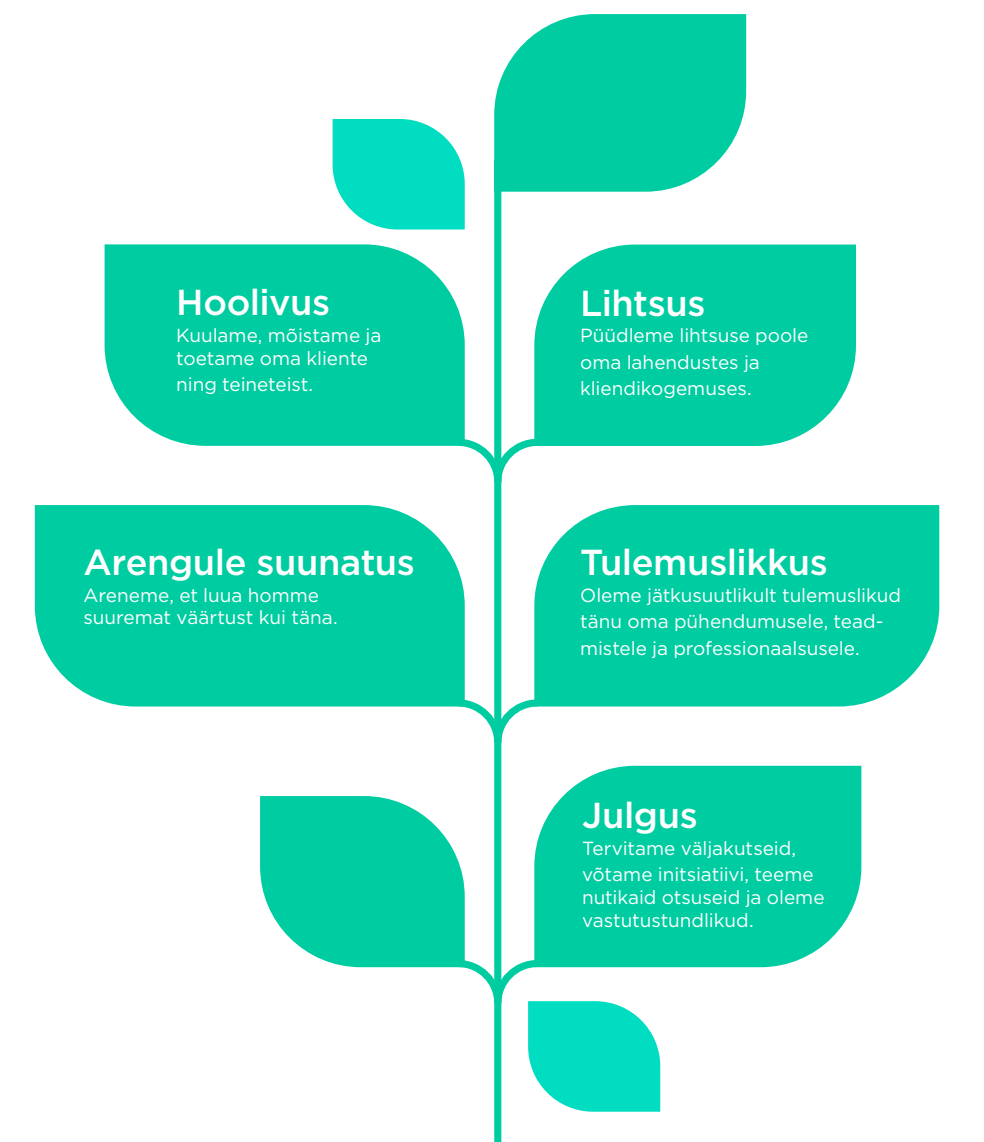 Hoolivus
Kuulame, mõistame ja
toetame oma kliente
ning teineteist.
Lihtsus
Püüdleme lihtsuse poole
oma lahendustes ja
kliendikogemuses.
Arengule suunatus
Areneme, et luua homme
suuremat väärtust kui täna.
Tulemuslikkus
Oleme jätkusuutlikult tulemuslikud
tänu oma pühendumusele, tead-
mistele ja professionaalsusele.
Julgus
Tervitame väljakutseid,
võtame initsiatiivi, teeme
nutikaid otsuseid ja oleme
vastutustundlikud.